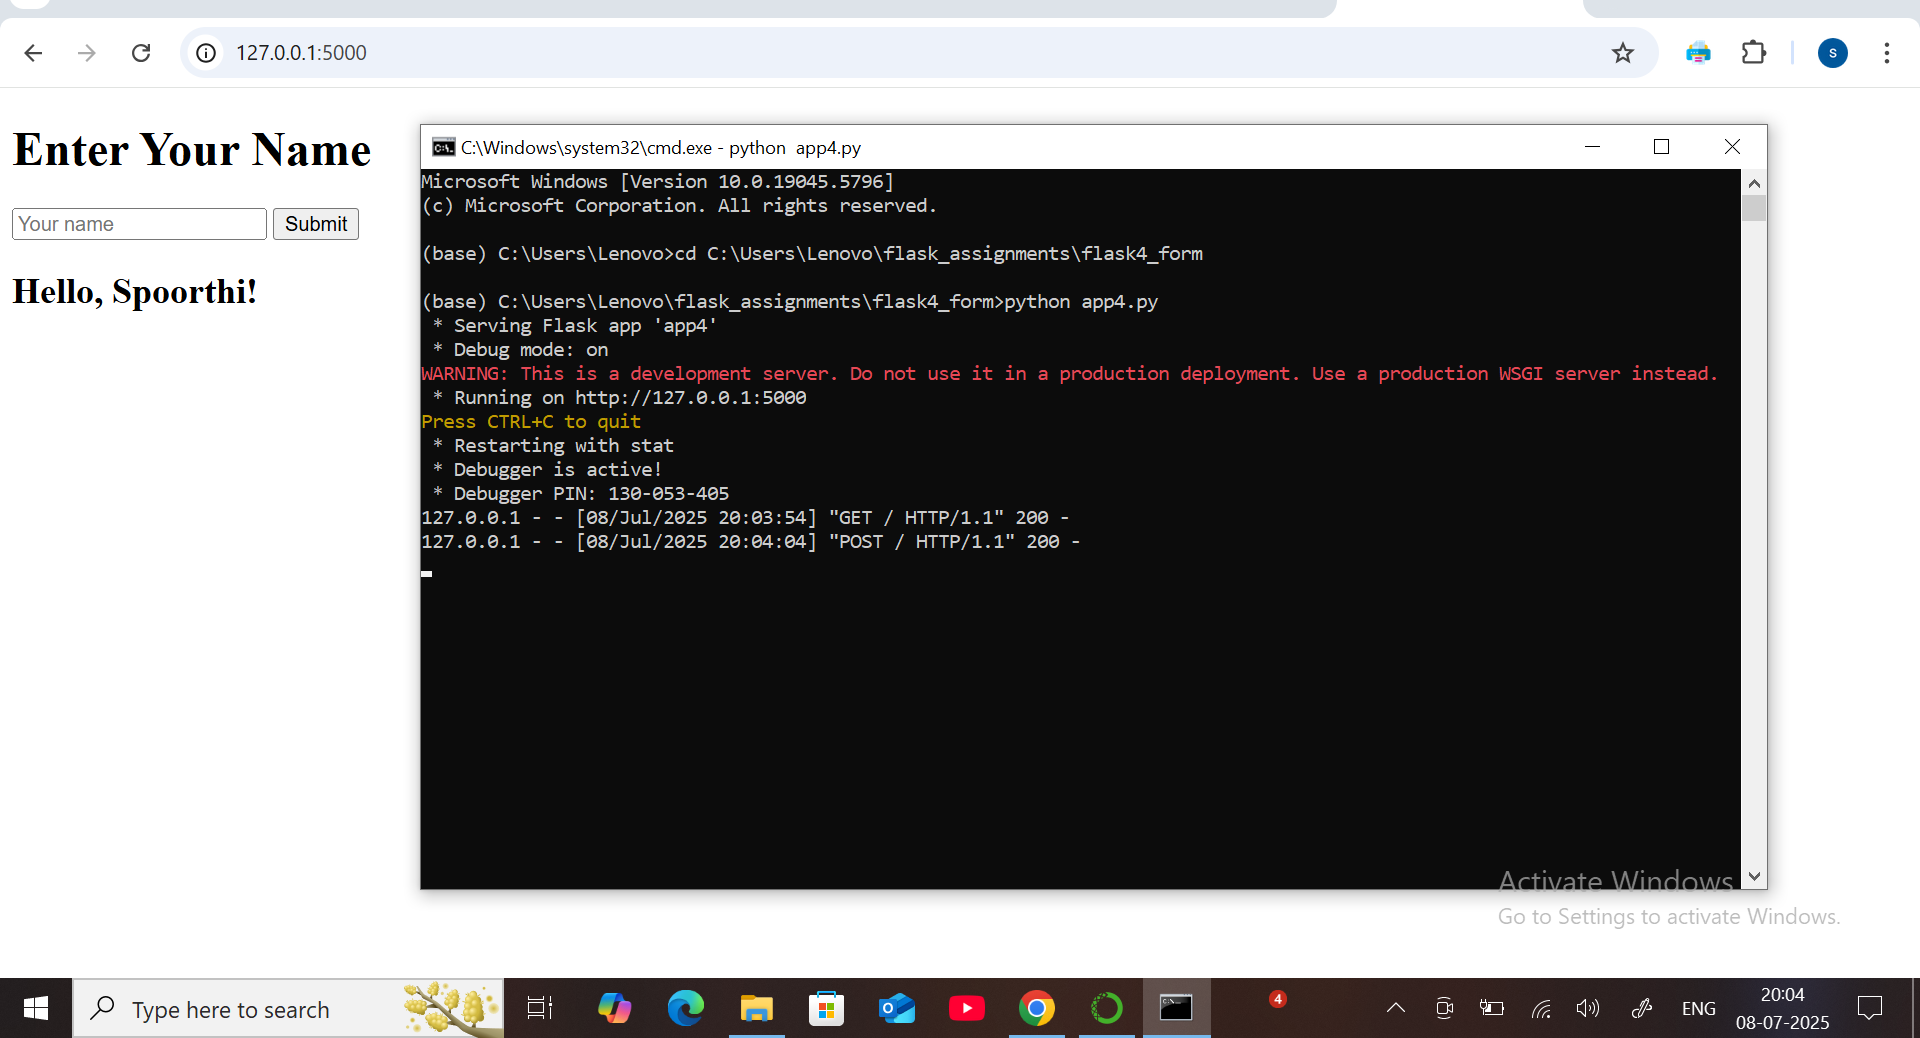 127.0.0.1:5000
S
Enter Your Name
Your name
Submit
Hello, Spoorthi!
C:\Windows\system32\cmd.exe - python  app4.py
Microsoft Windows [Version 10.0.19045.5796]
(c) Microsoft Corporation. All rights reserved.
(base) C:\Users\Lenovo>cd C:\Users\Lenovo\flask_assignments\flask4_form
(base) C:\Users\Lenovo\flask_assignments\flask4_form>python app4.py
 * Serving Flask app 'app4'
 * Debug mode: on
WARNING: This is a development server. Do not use it in a production deployment. Use a production WSGI server instead.
 * Running on http://127.0.0.1:5000
Press CTRL+C to quit
 * Restarting with stat
 * Debugger is active!
 * Debugger PIN: 130-053-405
127.0.0.1 - - [08/Jul/2025 20:03:54] "GET / HTTP/1.1" 200 -
127.0.0.1 - - [08/Jul/2025 20:04:04] "POST / HTTP/1.1" 200 -
Activate Windows
Go to Settings to activate Windows.
Type here to search
4
ENG
20:04
08-07-2025